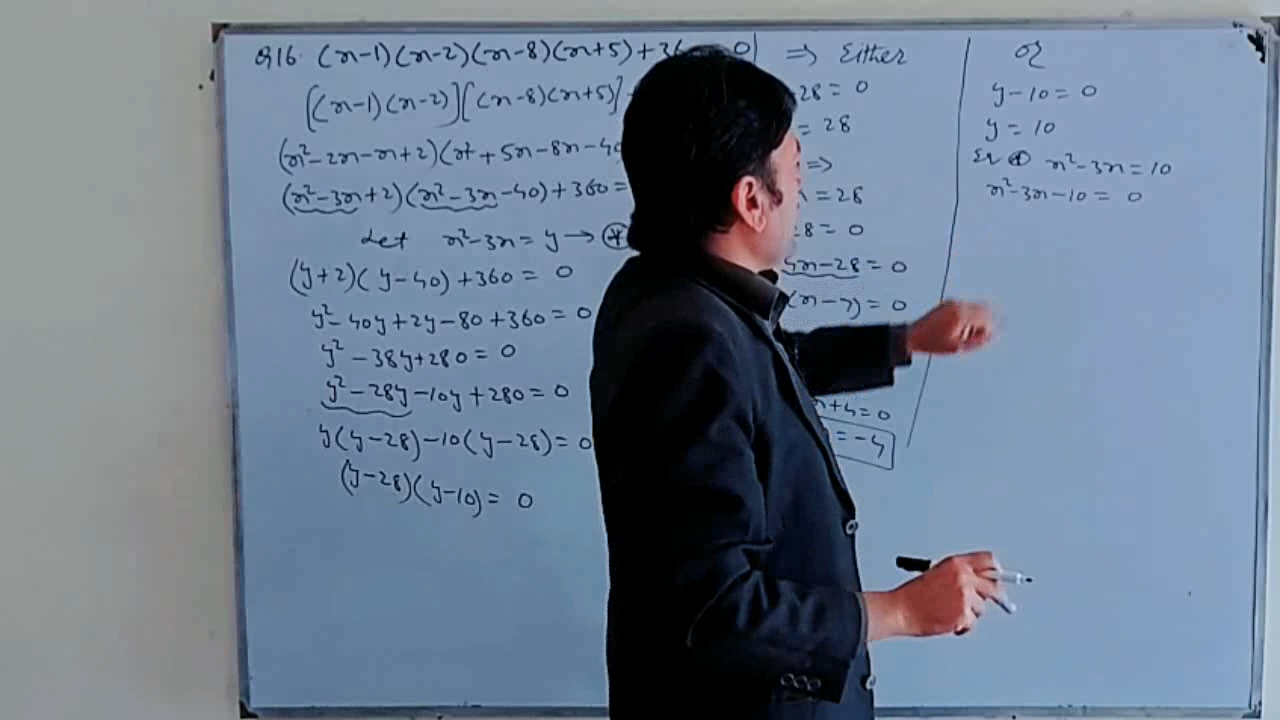 Q16. (x-1)(x-2)(x-8)(x+5)+36 0
[(x-1)(x-2)][(x-8)(x+5)]
(x²-2x-x+2)(x²+5x-8x-40
(x²-3x+2)(x²-3x-40)+360=
Let x²-3x=y→(*)
(y+2)(y-40)+360=0
y²-40y+2y-80+360=0
y²-38y+280=0
y²-28y-10y+280=0
y(y-28)-10(y-28)=0
(y-28)(y-10)=0
⇒ Either
28=0
=28
⇒
=28
28=0
4x-28=0
(x-7)=0
x+4=0
=-4
or
y-10=0
y=10
x²-3x=10
x²-3x-10=0